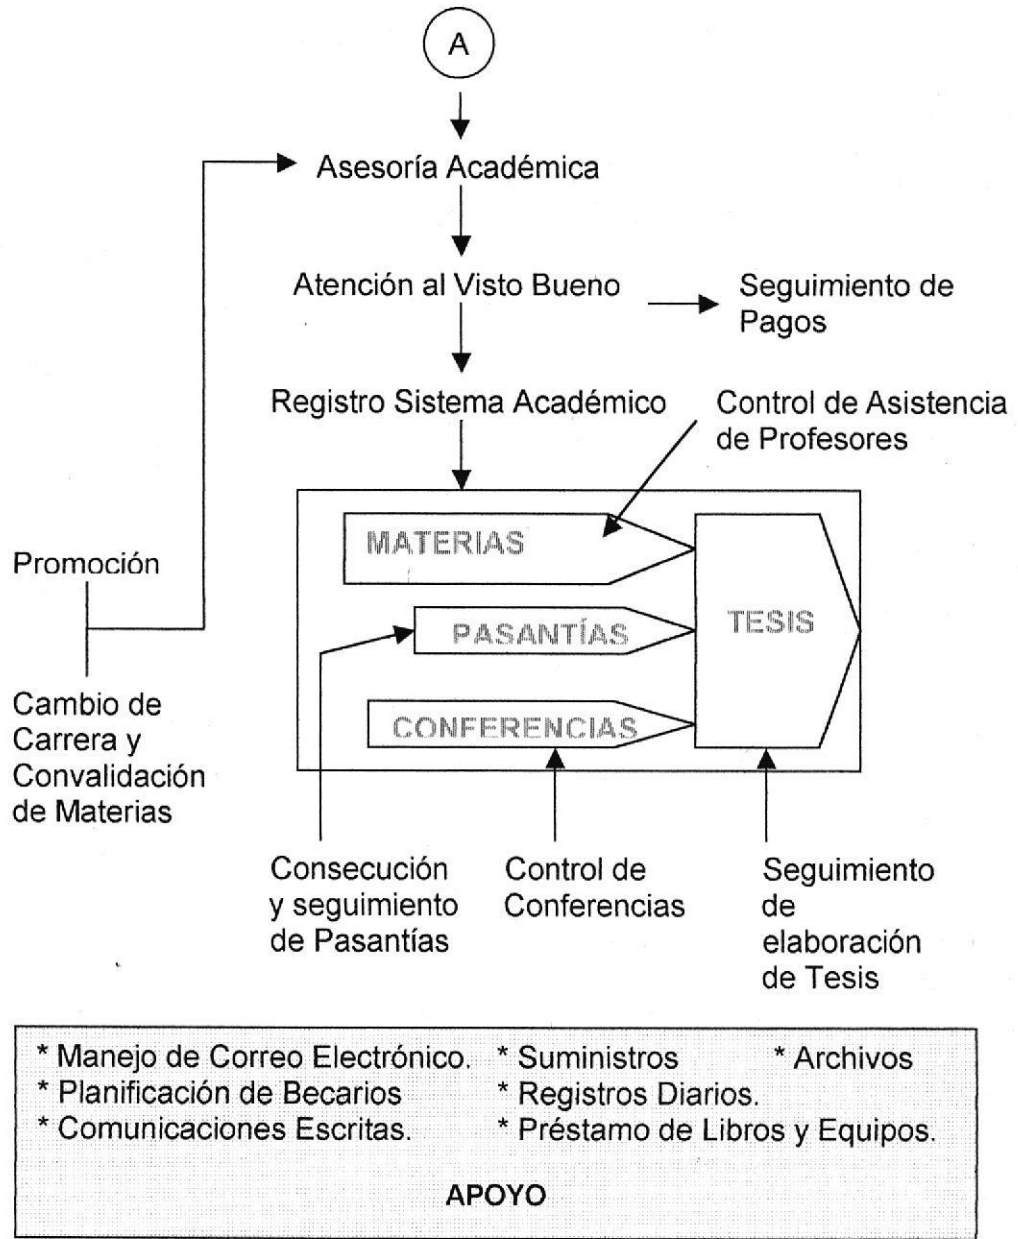 A
Asesoría Académica
Atención al Visto Bueno
Seguimiento de
Pagos
Registro Sistema Académico
Control de Asistencia
de Profesores
MATERIAS
PASANTÍAS
CONFERENCIAS
TESIS
Promoción
Cambio de
Carrera y
Convalidación
de Materias
Consecución
y seguimiento
de Pasantías
Control de
Conferencias
Seguimiento
de
elaboración
de Tesis
* Manejo de Correo Electrónico. * Suministros * Archivos
* Planificación de Becarios * Registros Diarios.
* Comunicaciones Escritas. * Préstamo de Libros y Equipos.
APOYO